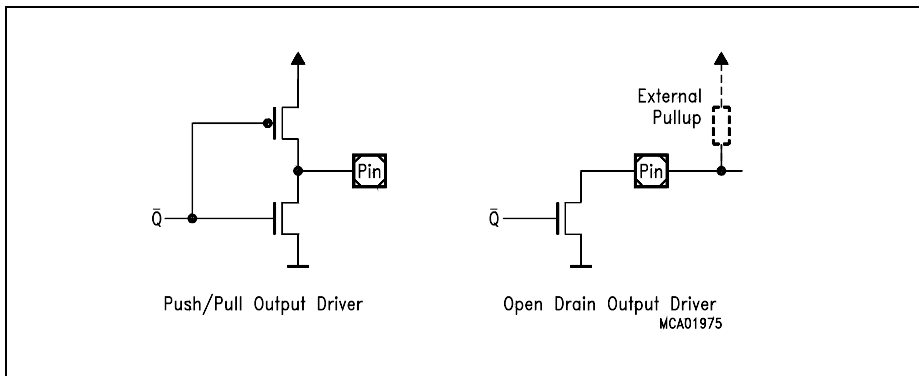 External
Pullup
Pin
Pin
Q̄
Q̄
Push/Pull Output Driver
Open Drain Output Driver
MCA01975